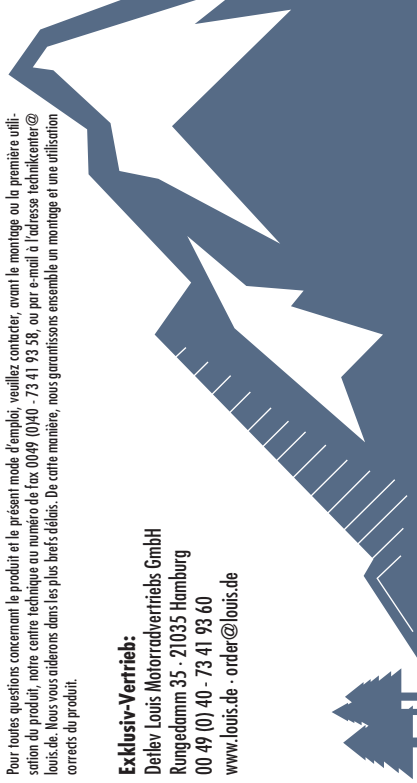 Pour toutes questions concernant le produit et le présent mode d'emploi, veuillez contacter, avant le montage ou la première utili-
sation du produit, notre centre technique au numéro de fax 0049 (0)40 - 73 41 93 58, ou par e-mail à l'adresse technikcenter@
louis.de. Nous vous aiderons dans les plus brefs délais. De cette manière, nous garantissons ensemble un montage et une utilisation
corrects du produit.
Exklusiv-Vertrieb:
Detlev Louis Motorradvertriebs GmbH
Rungedamm 35 · 21035 Hamburg
00 49 (0) 40 - 73 41 93 60
www.louis.de · order@louis.de